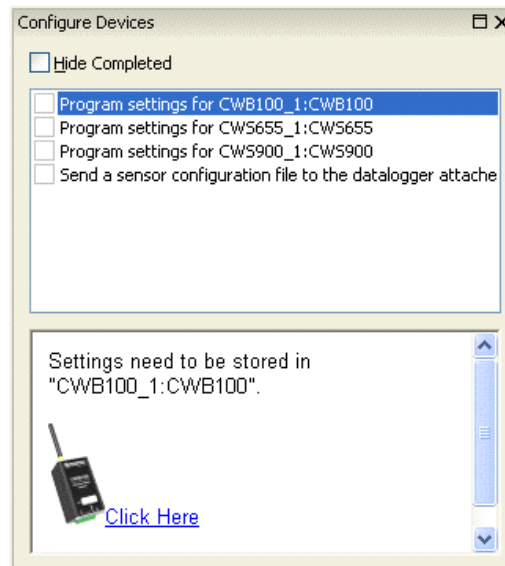 Configure Devices
Hide Completed
Program settings for CWB100_1:CWB100
Program settings for CWS655_1:CWS655
Program settings for CWS900_1:CWS900
Send a sensor configuration file to the datalogger attache
Settings need to be stored in
"CWB100_1:CWB100".
Click Here